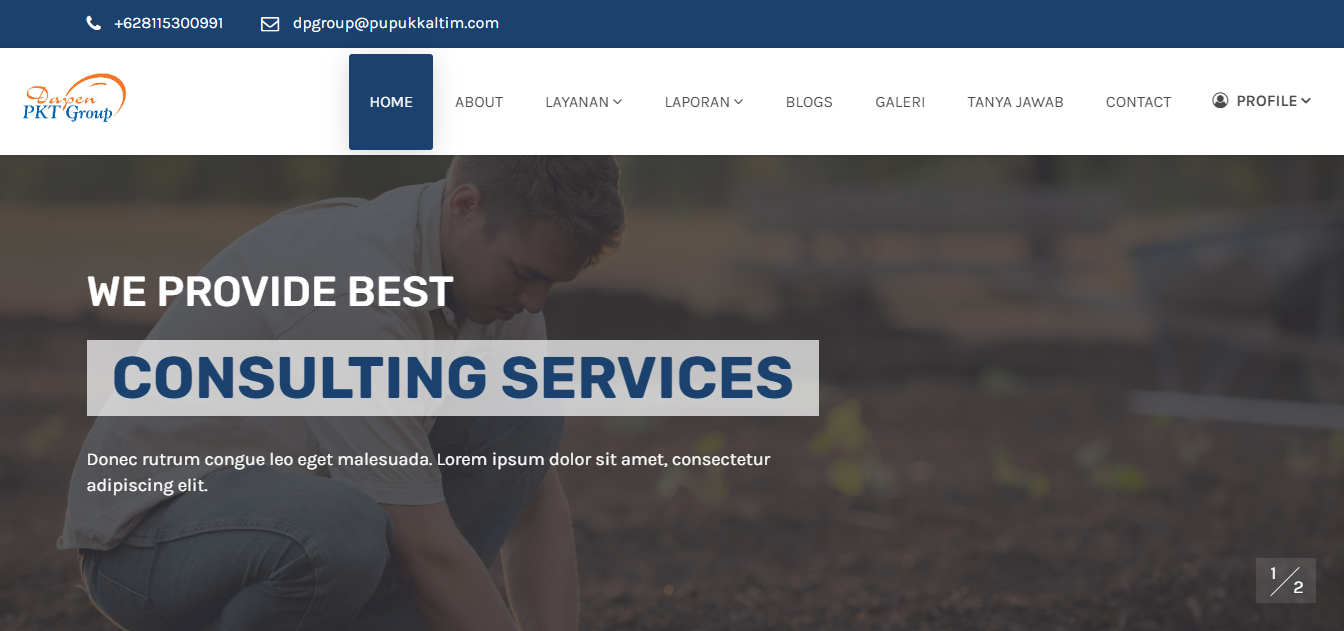 +628115300991 dpgroup@pupukkaltim.com
Dapen
PKT Group
HOME ABOUT LAYANAN LAPORAN BLOGS GALERI TANYA JAWAB CONTACT PROFILE
WE PROVIDE BEST
CONSULTING SERVICES
Donec rutrum congue leo eget malesuada. Lorem ipsum dolor sit amet, consectetur
adipiscing elit.
1/2